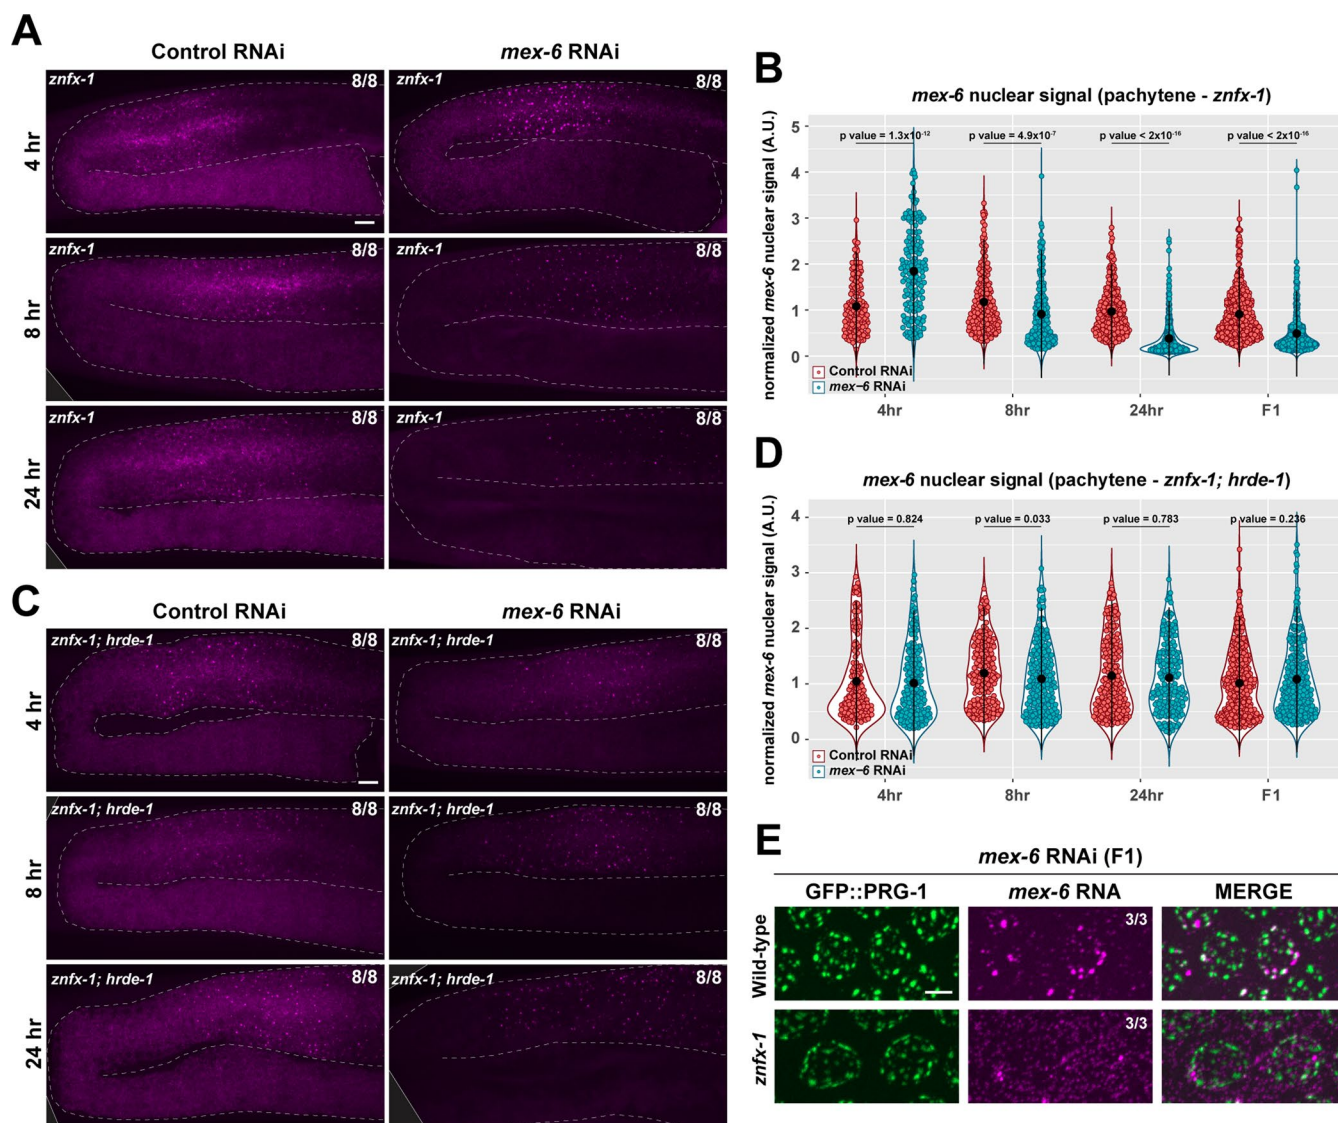 A
Control RNAi
mex-6 RNAi
4 hr
znfx-1
8/8
znfx-1
8/8
8 hr
znfx-1
8/8
znfx-1
8/8
24 hr
znfx-1
8/8
znfx-1
8/8
B
mex-6 nuclear signal (pachytene - znfx-1)
normalized mex-6 nuclear signal (A.U.)
5
4
3
2
1
0
p value = 1.3x10⁻¹²
p value = 4.9x10⁻⁷
p value < 2x10⁻¹⁶
p value < 2x10⁻¹⁶
Control RNAi
mex−6 RNAi
4hr
8hr
24hr
F1
C
Control RNAi
mex-6 RNAi
4 hr
znfx-1; hrde-1
8/8
znfx-1; hrde-1
8/8
8 hr
znfx-1; hrde-1
8/8
znfx-1; hrde-1
8/8
24 hr
znfx-1; hrde-1
8/8
znfx-1; hrde-1
8/8
D
mex-6 nuclear signal (pachytene - znfx-1; hrde-1)
normalized mex-6 nuclear signal (A.U.)
4
3
2
1
0
p value = 0.824
p value = 0.033
p value = 0.783
p value = 0.236
Control RNAi
mex−6 RNAi
4hr
8hr
24hr
F1
E
mex-6 RNAi (F1)
GFP::PRG-1
mex-6 RNA
MERGE
Wild-type
3/3
znfx-1
3/3